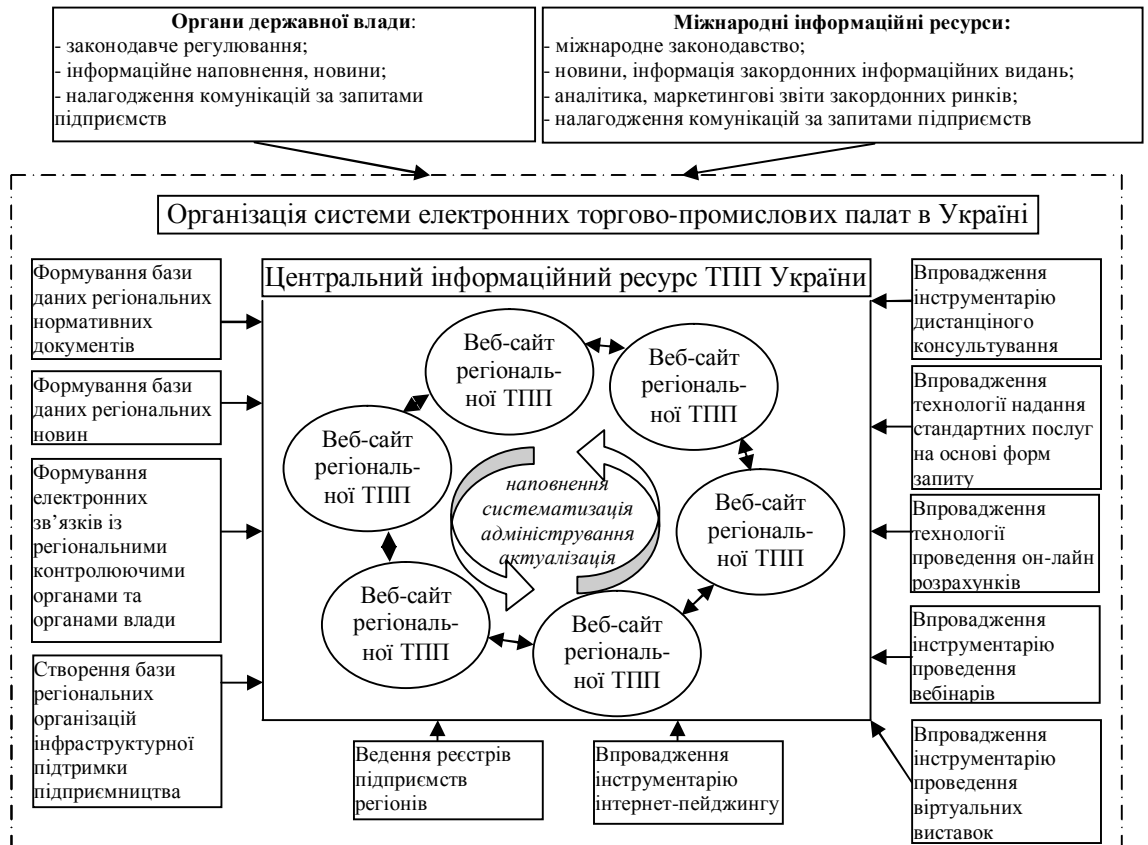 Органи державної влади:
- законодавче регулювання;
- інформаційне наповнення, новини;
- налагодження комунікацій за запитами
підприємств
Міжнародні інформаційні ресурси:
- міжнародне законодавство;
- новини, інформація закордонних інформаційних видань;
- аналітика, маркетингові звіти закордонних ринків;
- налагодження комунікацій за запитами підприємств
Організація системи електронних торгово-промислових палат в Україні
Формування бази
даних регіональних
нормативних
документів
Формування бази
даних регіональних
новин
Формування
електронних
зв’язків із
регіональними
контролюючими
органами та
органами влади
Створення бази
регіональних
організацій
інфраструктурної
підтримки
підприємництва
Центральний інформаційний ресурс ТПП України
Веб-сайт
регіональ-
ної ТПП
Веб-сайт
регіональ-
ної ТПП
Веб-сайт
регіональ-
ної ТПП
Веб-сайт
регіональ-
ної ТПП
Веб-сайт
регіональ-
ної ТПП
Веб-сайт
регіональ-
ної ТПП
наповнення
систематизація
адміністрування
актуалізація
Ведення реєстрів
підприємств
регіонів
Впровадження
інструментарію
інтернет-пейджингу
Впровадження
інструментарію
дистанціного
консультування
Впровадження
технології надання
стандартних послуг
на основі форм
запиту
Впровадження
технології
проведення он-лайн
розрахунків
Впровадження
інструментарію
проведення
вебінарів
Впровадження
інструментарію
проведення
віртуальних
виставок